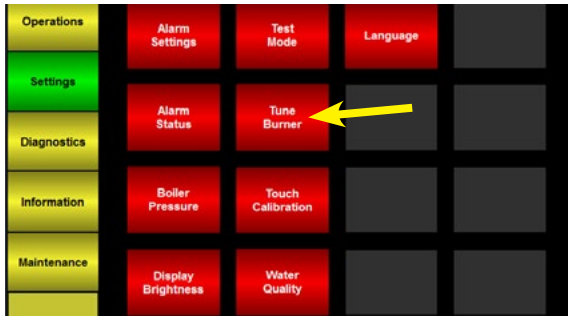 Operations
Settings
Diagnostics
Information
Maintenance
Alarm
Settings
Test
Mode
Language
Alarm
Status
Tune
Burner
Boiler
Pressure
Touch
Calibration
Display
Brightness
Water
Quality